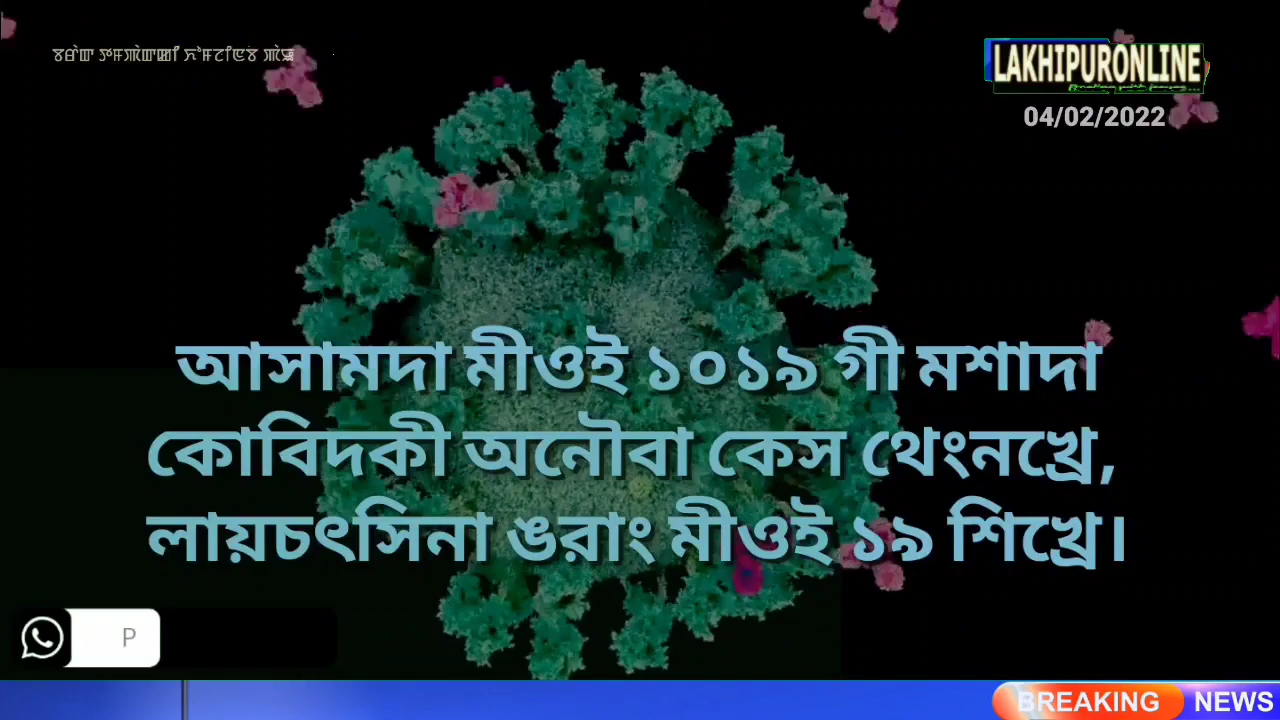 LAKHIPURONLINE
04/02/2022
আসামদা মীওই ১০১৯ গী মশাদা
কোবিদকী অনৌবা কেস থেংনখ্রে,
লায়চৎসিনা ঙরাং মীওই ১৯ শিখ্রে।
P
BREAKING NEWS